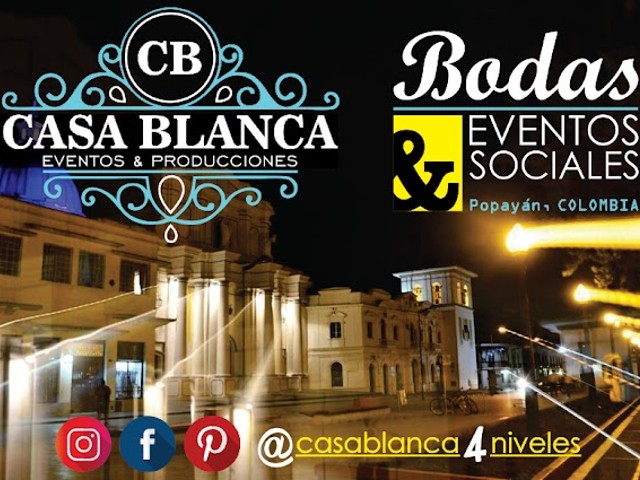 CB
CASA BLANCA
EVENTOS & PRODUCCIONES
Bodas
& EVENTOS
SOCIALES
Popayán, COLOMBIA
@casablanca4niveles